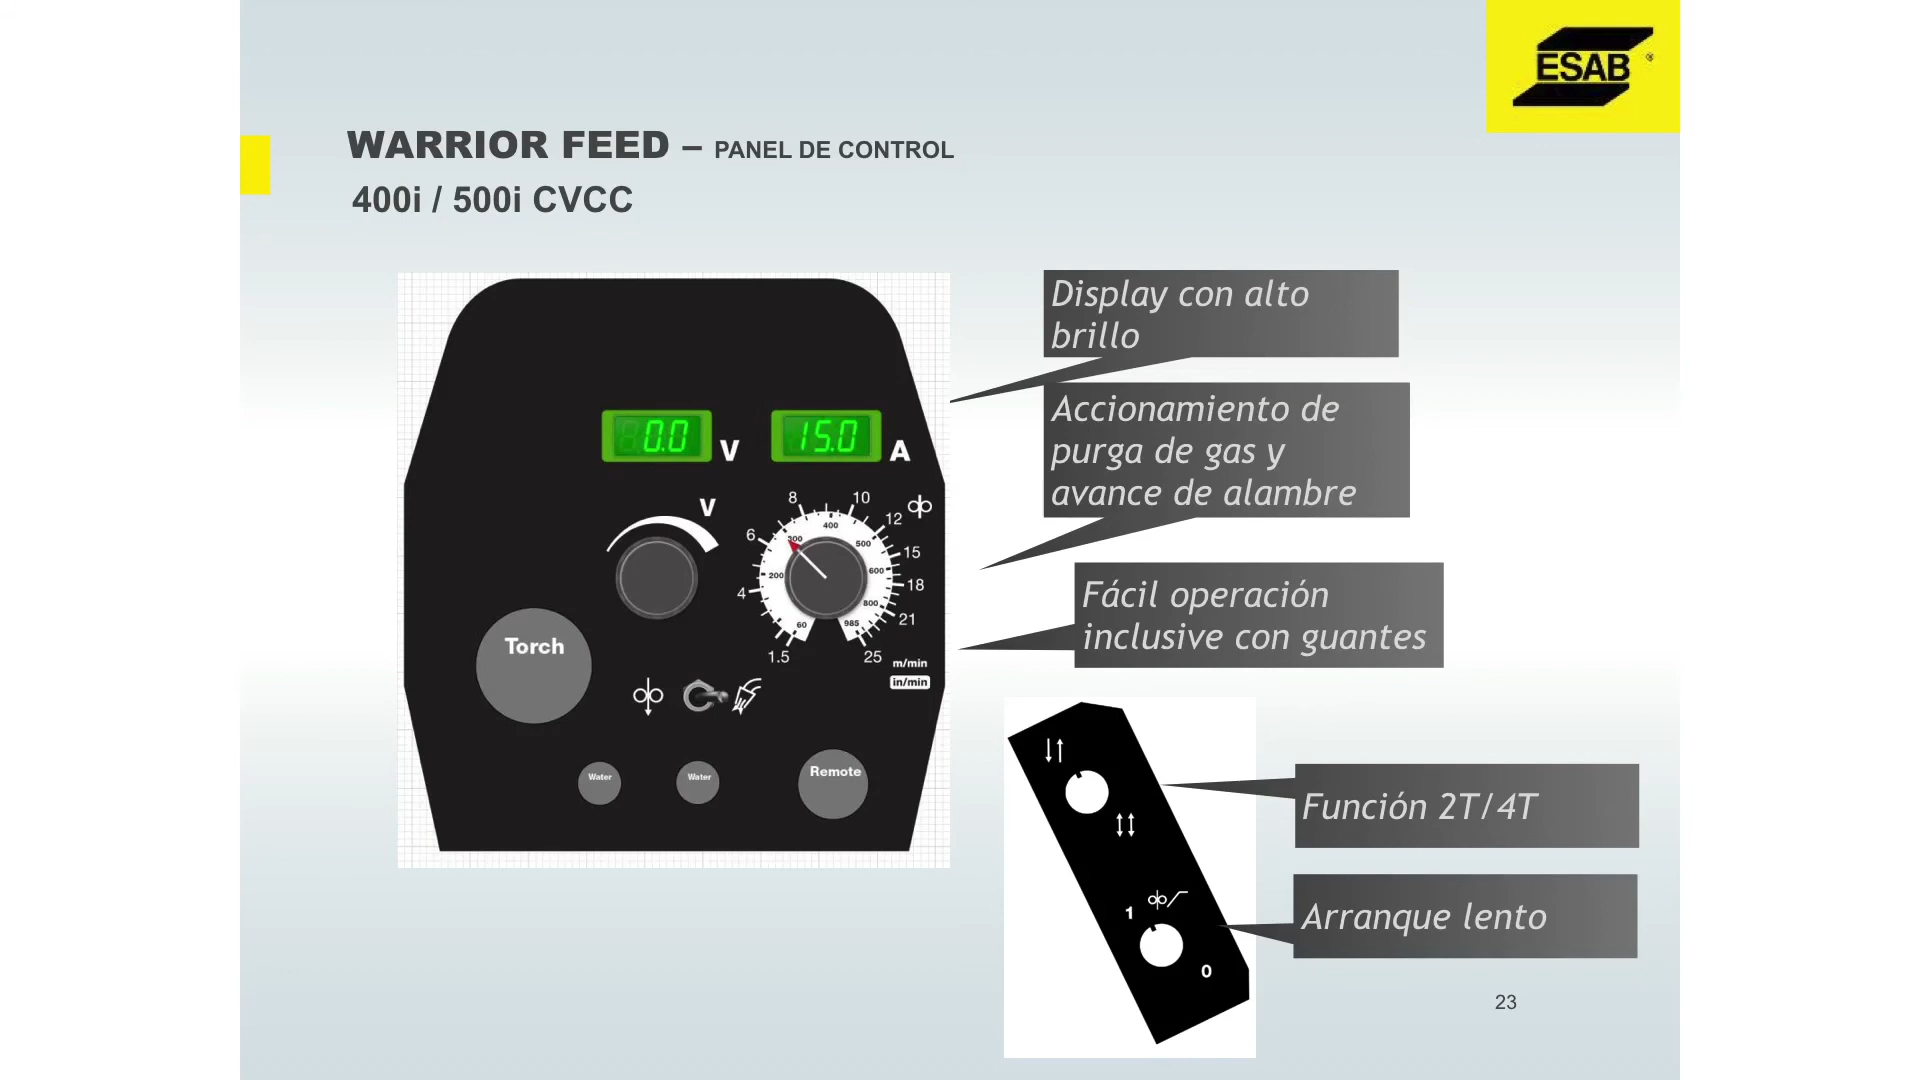 ESAB
WARRIOR FEED – PANEL DE CONTROL
400i / 500i CVCC
Display con alto
brillo
Accionamiento de
purga de gas y
avance de alambre
Fácil operación
inclusive con guantes
Función 2T/4T
Arranque lento
0.0 V
15.0 A
V
1.5
4
6
8
10
12
15
18
21
25
60
200
300
400
500
600
800
985
m/min
in/min
Torch
Water
Water
Remote
1
0
23